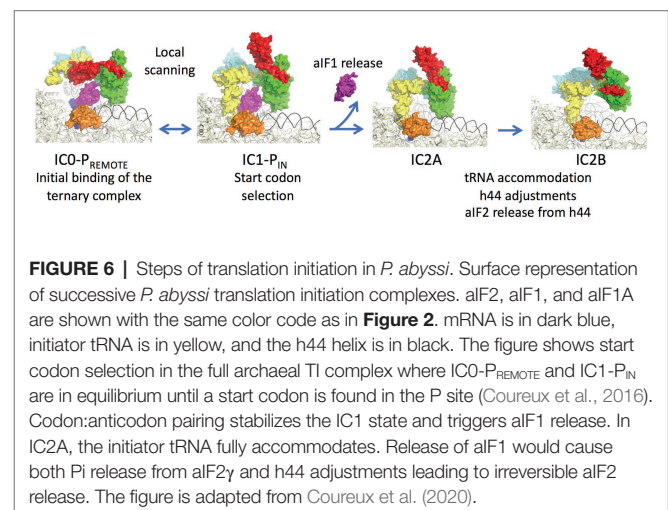 Local
scanning
aIF1 release
IC0-PREMOTE
Initial binding of the
ternary complex
IC1-PIN
Start codon
selection
IC2A
IC2B
tRNA accommodation
h44 adjustments
aIF2 release from h44
FIGURE 6 | Steps of translation initiation in P. abyssi. Surface representation
of successive P. abyssi translation initiation complexes. aIF2, aIF1, and aIF1A
are shown with the same color code as in Figure 2. mRNA is in dark blue,
initiator tRNA is in yellow, and the h44 helix is in black. The figure shows start
codon selection in the full archaeal TI complex where IC0-PREMOTE and IC1-PIN
are in equilibrium until a start codon is found in the P site (Coureux et al., 2016).
Codon:anticodon pairing stabilizes the IC1 state and triggers aIF1 release. In
IC2A, the initiator tRNA fully accommodates. Release of aIF1 would cause
both Pi release from aIF2γ and h44 adjustments leading to irreversible aIF2
release. The figure is adapted from Coureux et al. (2020).